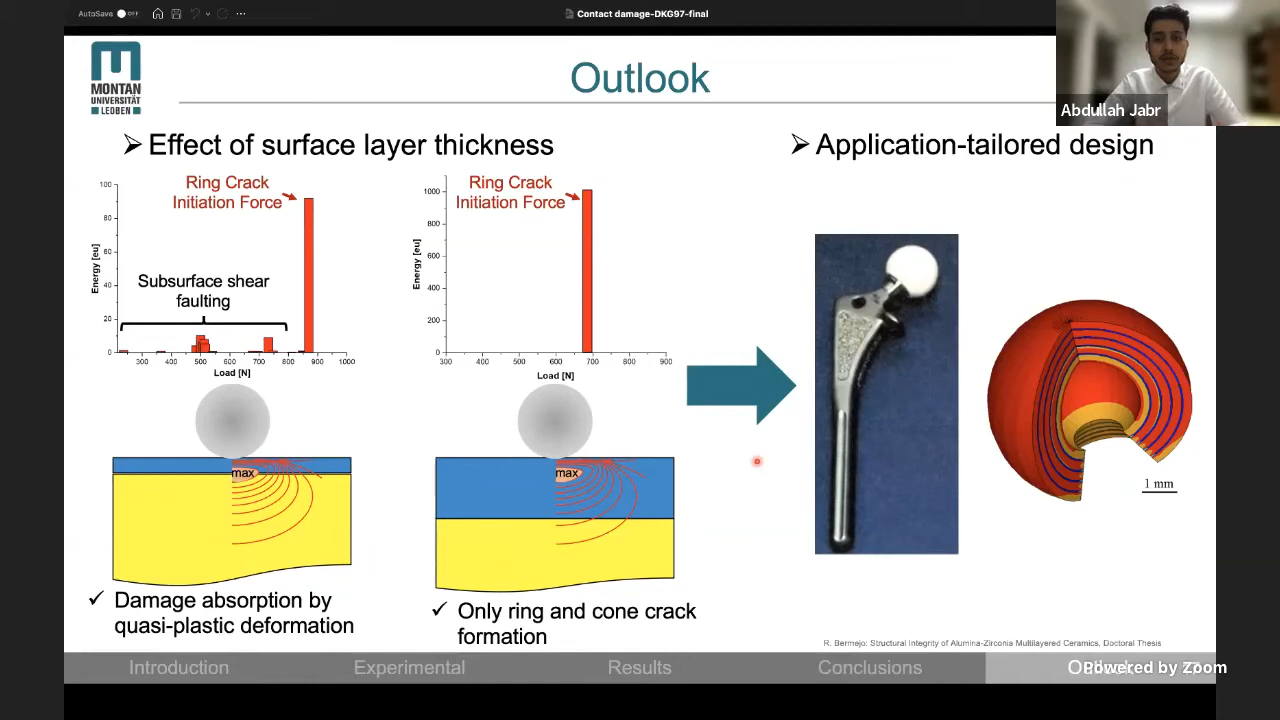 AutoSave OFF
Contact damage-DKG97-final
Abdullah Jabr
MONTAN
UNIVERSITÄT
LEOBEN
Outlook
➢ Effect of surface layer thickness
Ring Crack
Initiation Force
Subsurface shear
faulting
Energy [eu]
100
80
60
40
20
0
300 400 500 600 700 800 900 1000
Load [N]
max
✓ Damage absorption by
quasi-plastic deformation
Ring Crack
Initiation Force
Energy [eu]
1000
800
600
400
200
0
300 400 500 600 700 800 900
Load [N]
max
✓ Only ring and cone crack
formation
➢ Application-tailored design
1 mm
R. Bermejo: Structural Integrity of Alumina-Zirconia Multilayered Ceramics, Doctoral Thesis
Introduction Experimental Results Conclusions
Powered by Zoom